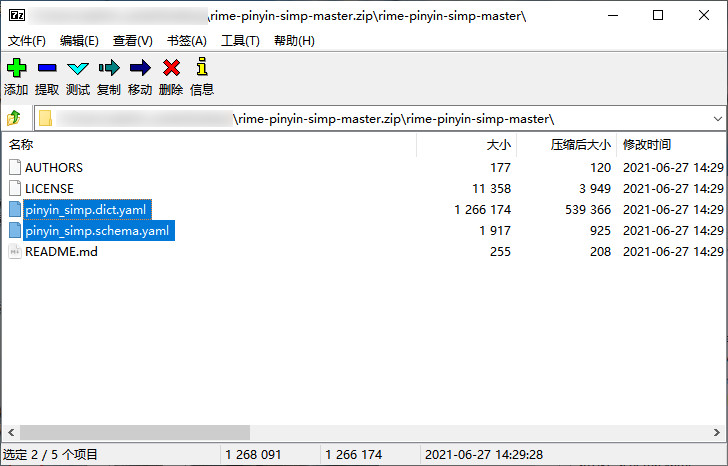 7z \rime-pinyin-simp-master.zip\rime-pinyin-simp-master\
文件(F) 编辑(E) 查看(V) 书签(A) 工具(T) 帮助(H)
添加 提取 测试 复制 移动 删除 信息
\rime-pinyin-simp-master.zip\rime-pinyin-simp-master\
名称 大小 压缩后大小 修改时间
AUTHORS 177 120 2021-06-27 14:29
LICENSE 11 358 3 949 2021-06-27 14:29
pinyin_simp.dict.yaml 1 266 174 539 366 2021-06-27 14:29
pinyin_simp.schema.yaml 1 917 925 2021-06-27 14:29
README.md 255 208 2021-06-27 14:29
选定 2 / 5 个项目 1 268 091 1 266 174 2021-06-27 14:29:28